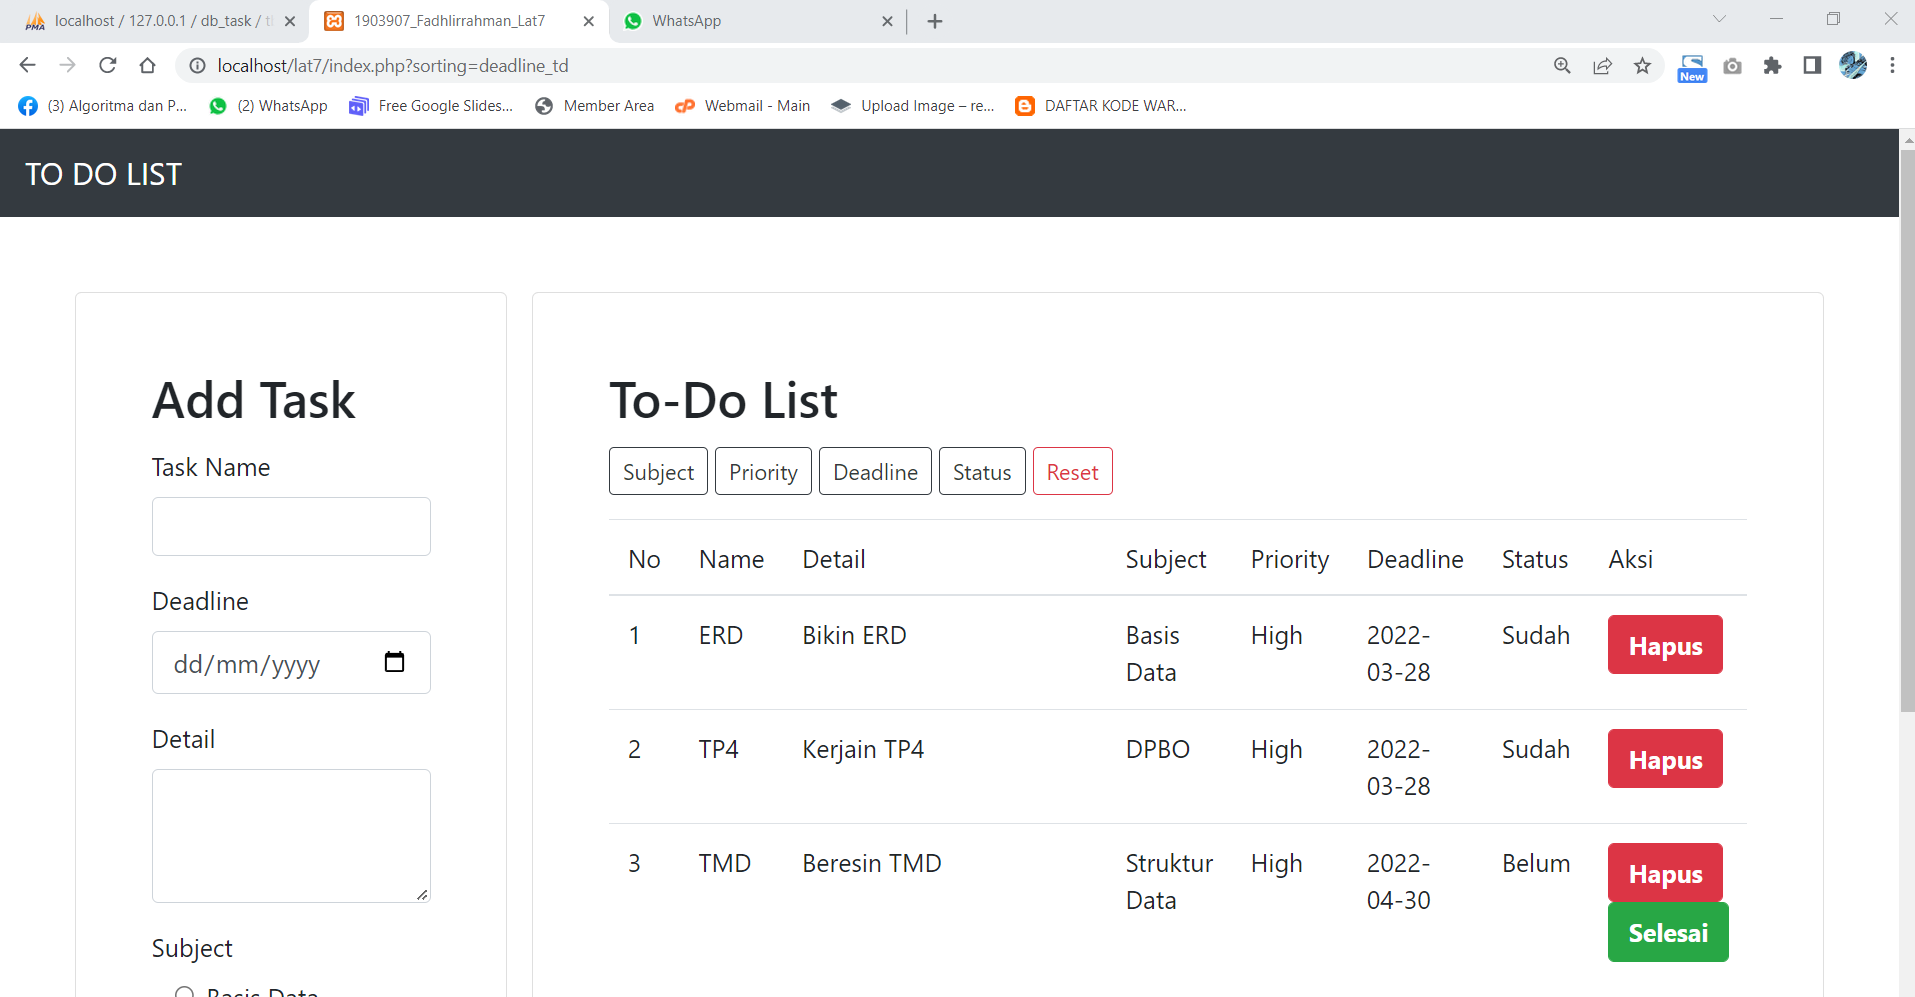 localhost / 127.0.0.1 / db_task /
1903907_Fadhlirrahman_Lat7
WhatsApp
localhost/lat7/index.php?sorting=deadline_td
New
(3) Algoritma dan P...
(2) WhatsApp
Free Google Slides...
Member Area
Webmail - Main
Upload Image – re...
DAFTAR KODE WAR...
TO DO LIST
Add Task
Task Name
Deadline
dd/mm/yyyy
Detail
Subject
Basis Data
To-Do List
Subject Priority Deadline Status Reset
No Name Detail Subject Priority Deadline Status Aksi
1 ERD Bikin ERD Basis High 2022- Sudah Hapus
Data 03-28
2 TP4 Kerjain TP4 DPBO High 2022- Sudah Hapus
03-28
3 TMD Beresin TMD Struktur High 2022- Belum Hapus
Data 04-30
Selesai